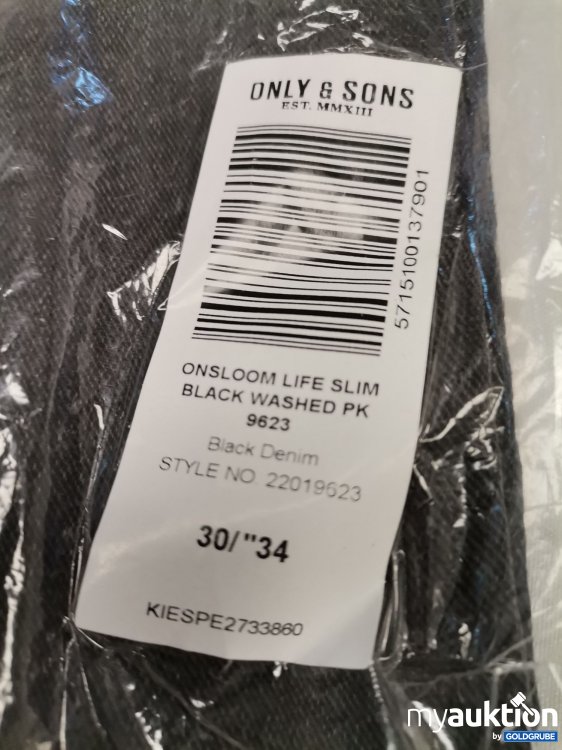 ONLY & SONS
EST. MMXIII
5715100137901
ONSLOOM LIFE SLIM
BLACK WASHED PK
9623
Black Denim
STYLE NO. 22019623
30/"34
KIESPE2733860
myauktion
by GOLDGRUBE